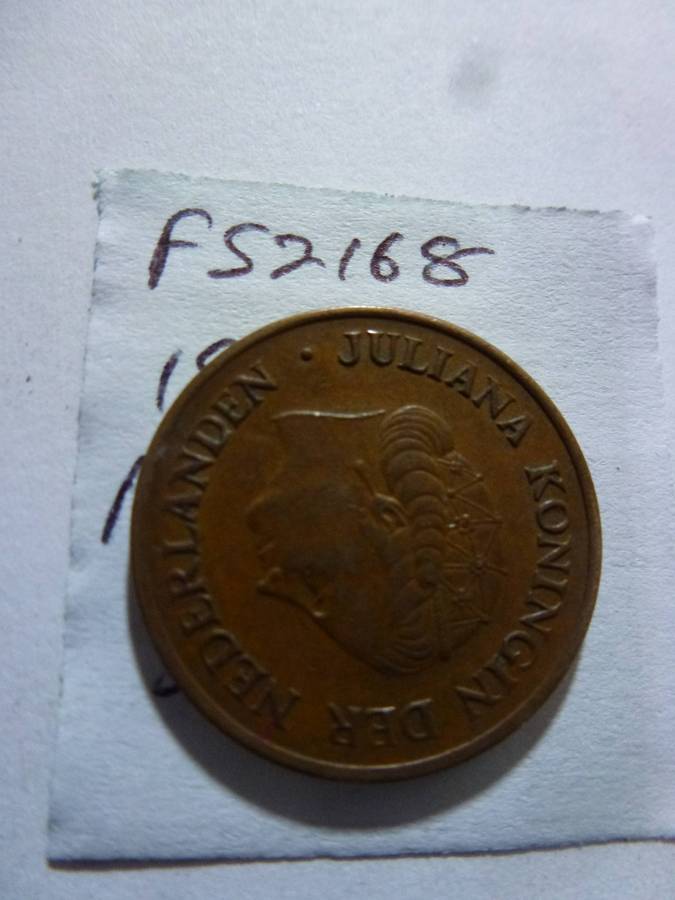 FS2168
JULIANA KONINGIN DER NEDERLANDEN